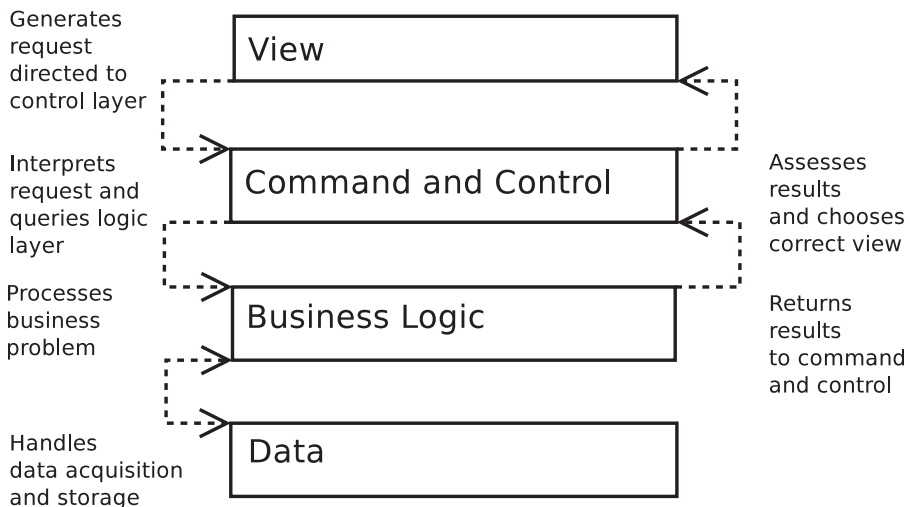 Generates
request
directed to
control layer
View
Interprets
request and
queries logic
layer
Command and Control
Assesses
results
and chooses
correct view
Processes
business
problem
Business Logic
Returns
results
to command
and control
Handles
data acquisition
and storage
Data